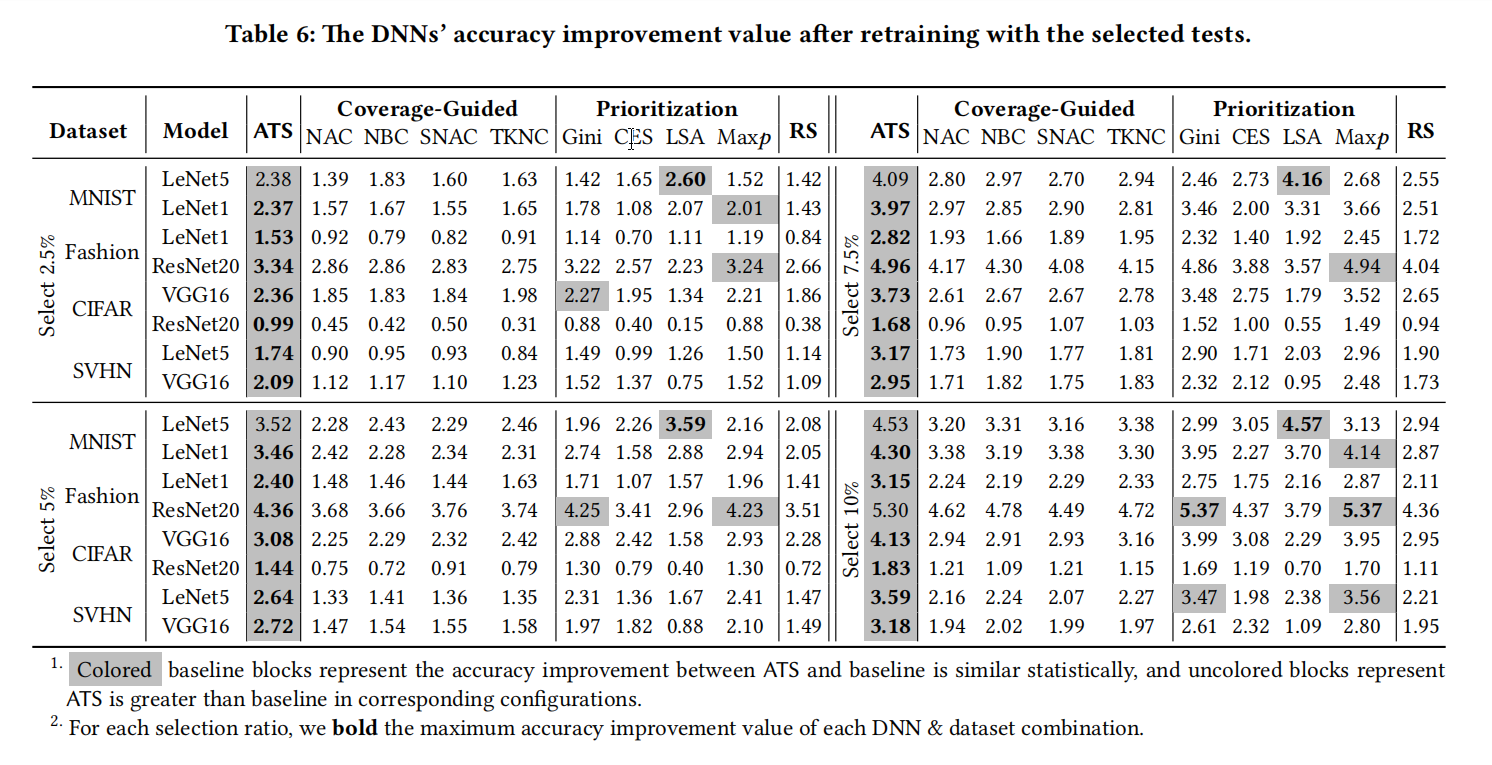 Table 6: The DNNs' accuracy improvement value after retraining with the selected tests.
Dataset Model ATS Coverage-Guided Prioritization RS ATS Coverage-Guided Prioritization RS
NAC NBC SNAC TKNC Gini CES LSA Maxp NAC NBC SNAC TKNC Gini CES LSA Maxp
Select 2.5%
Select 7.5%
MNIST
LeNet5 2.38 1.39 1.83 1.60 1.63 1.42 1.65 2.60 1.52 1.42 4.09 2.80 2.97 2.70 2.94 2.46 2.73 4.16 2.68 2.55
LeNet1 2.37 1.57 1.67 1.55 1.65 1.78 1.08 2.07 2.01 1.43 3.97 2.97 2.85 2.90 2.81 3.46 2.00 3.31 3.66 2.51
Fashion
LeNet1 1.53 0.92 0.79 0.82 0.91 1.14 0.70 1.11 1.19 0.84 2.82 1.93 1.66 1.89 1.95 2.32 1.40 1.92 2.45 1.72
ResNet20 3.34 2.86 2.86 2.83 2.75 3.22 2.57 2.23 3.24 2.66 4.96 4.17 4.30 4.08 4.15 4.86 3.88 3.57 4.94 4.04
CIFAR
VGG16 2.36 1.85 1.83 1.84 1.98 2.27 1.95 1.34 2.21 1.86 3.73 2.61 2.67 2.67 2.78 3.48 2.75 1.79 3.52 2.65
ResNet20 0.99 0.45 0.42 0.50 0.31 0.88 0.40 0.15 0.88 0.38 1.68 0.96 0.95 1.07 1.03 1.52 1.00 0.55 1.49 0.94
SVHN
LeNet5 1.74 0.90 0.95 0.93 0.84 1.49 0.99 1.26 1.50 1.14 3.17 1.73 1.90 1.77 1.81 2.90 1.71 2.03 2.96 1.90
VGG16 2.09 1.12 1.17 1.10 1.23 1.52 1.37 0.75 1.52 1.09 2.95 1.71 1.82 1.75 1.83 2.32 2.12 0.95 2.48 1.73
Select 5%
Select 10%
MNIST
LeNet5 3.52 2.28 2.43 2.29 2.46 1.96 2.26 3.59 2.16 2.08 4.53 3.20 3.31 3.16 3.38 2.99 3.05 4.57 3.13 2.94
LeNet1 3.46 2.42 2.28 2.34 2.31 2.74 1.58 2.88 2.94 2.05 4.30 3.38 3.19 3.38 3.30 3.95 2.27 3.70 4.14 2.87
Fashion
LeNet1 2.40 1.48 1.46 1.44 1.63 1.71 1.07 1.57 1.96 1.41 3.15 2.24 2.19 2.29 2.33 2.75 1.75 2.16 2.87 2.11
ResNet20 4.36 3.68 3.66 3.76 3.74 4.25 3.41 2.96 4.23 3.51 5.30 4.62 4.78 4.49 4.72 5.37 4.37 3.79 5.37 4.36
CIFAR
VGG16 3.08 2.25 2.29 2.32 2.42 2.88 2.42 1.58 2.93 2.28 4.13 2.94 2.91 2.93 3.16 3.99 3.08 2.29 3.95 2.95
ResNet20 1.44 0.75 0.72 0.91 0.79 1.30 0.79 0.40 1.30 0.72 1.83 1.21 1.09 1.21 1.15 1.69 1.19 0.70 1.70 1.11
SVHN
LeNet5 2.64 1.33 1.41 1.36 1.35 2.31 1.36 1.67 2.41 1.47 3.59 2.16 2.24 2.07 2.27 3.47 1.98 2.38 3.56 2.21
VGG16 2.72 1.47 1.54 1.55 1.58 1.97 1.82 0.88 2.10 1.49 3.18 1.94 2.02 1.99 1.97 2.61 2.32 1.09 2.80 1.95
1. Colored baseline blocks represent the accuracy improvement between ATS and baseline is similar statistically, and uncolored blocks represent
ATS is greater than baseline in corresponding configurations.
2. For each selection ratio, we bold the maximum accuracy improvement value of each DNN & dataset combination.